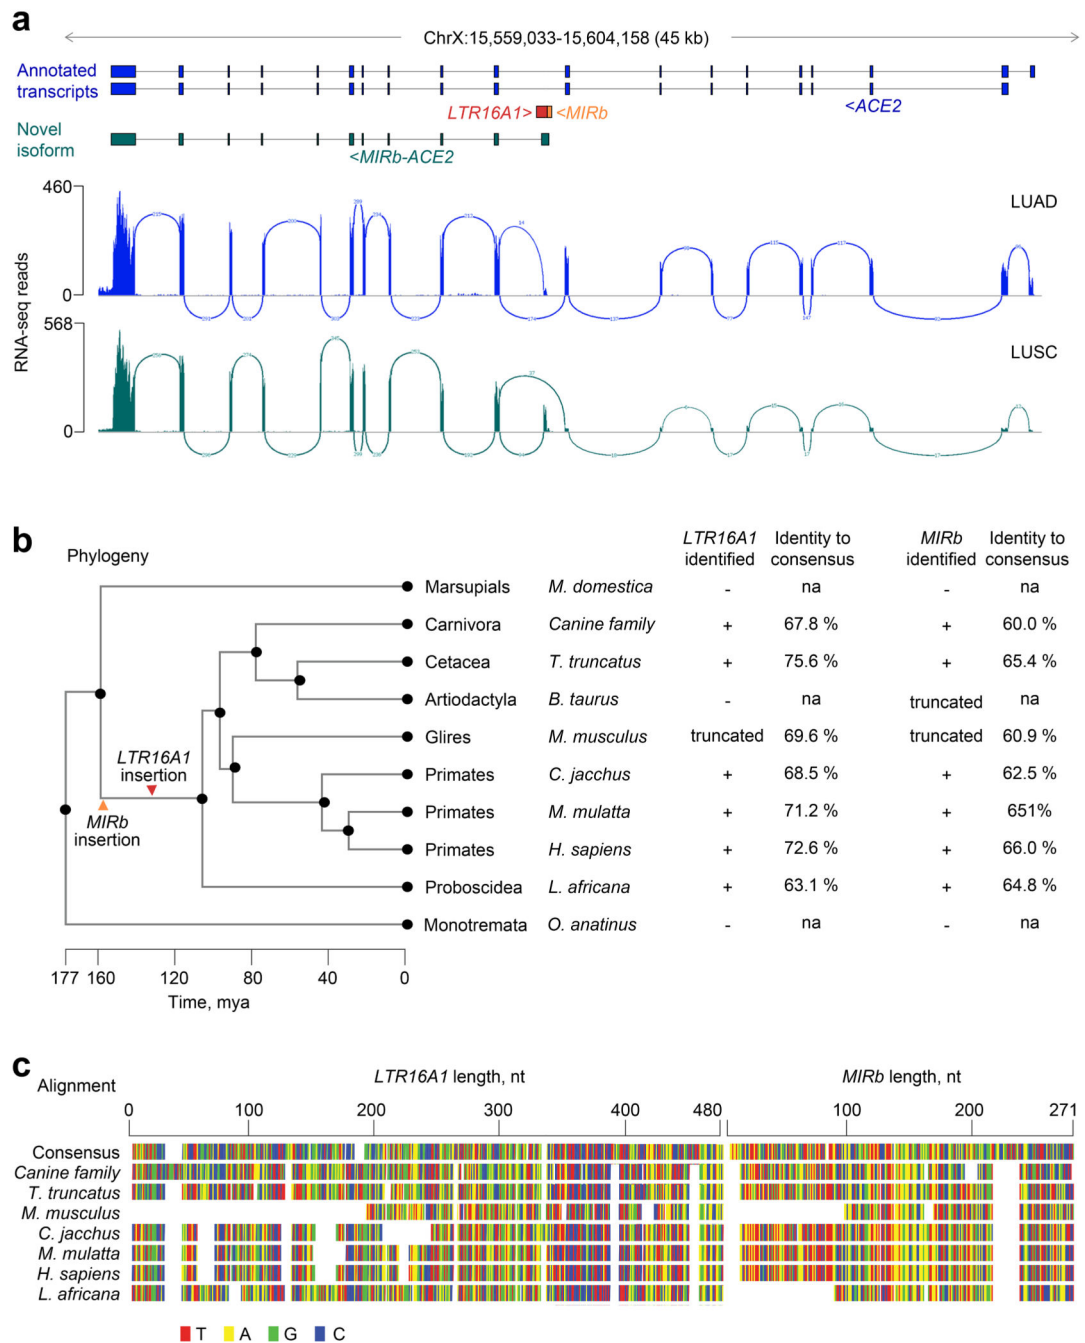 a
ChrX:15,559,033-15,604,158 (45 kb)
Annotated
transcripts
<ACE2
LTR16A1> <MIRb
Novel
isoform
<MIRb-ACE2
460
LUAD
0
568
LUSC
0
RNA-seq reads
b
Phylogeny
LTR16A1 identified Identity to consensus MIRb identified Identity to consensus
Marsupials M. domestica - na - na
Carnivora Canine family + 67.8 % + 60.0 %
Cetacea T. truncatus + 75.6 % + 65.4 %
Artiodactyla B. taurus - na truncated na
Glires M. musculus truncated 69.6 % truncated 60.9 %
Primates C. jacchus + 68.5 % + 62.5 %
Primates M. mulatta + 71.2 % + 651%
Primates H. sapiens + 72.6 % + 66.0 %
Proboscidea L. africana + 63.1 % + 64.8 %
Monotremata O. anatinus - na - na
LTR16A1
insertion
MIRb
insertion
177 160 120 80 40 0
Time, mya
c
Alignment
LTR16A1 length, nt
MIRb length, nt
0 100 200 300 400 480 100 200 271
Consensus
Canine family
T. truncatus
M. musculus
C. jacchus
M. mulatta
H. sapiens
L. africana
T A G C